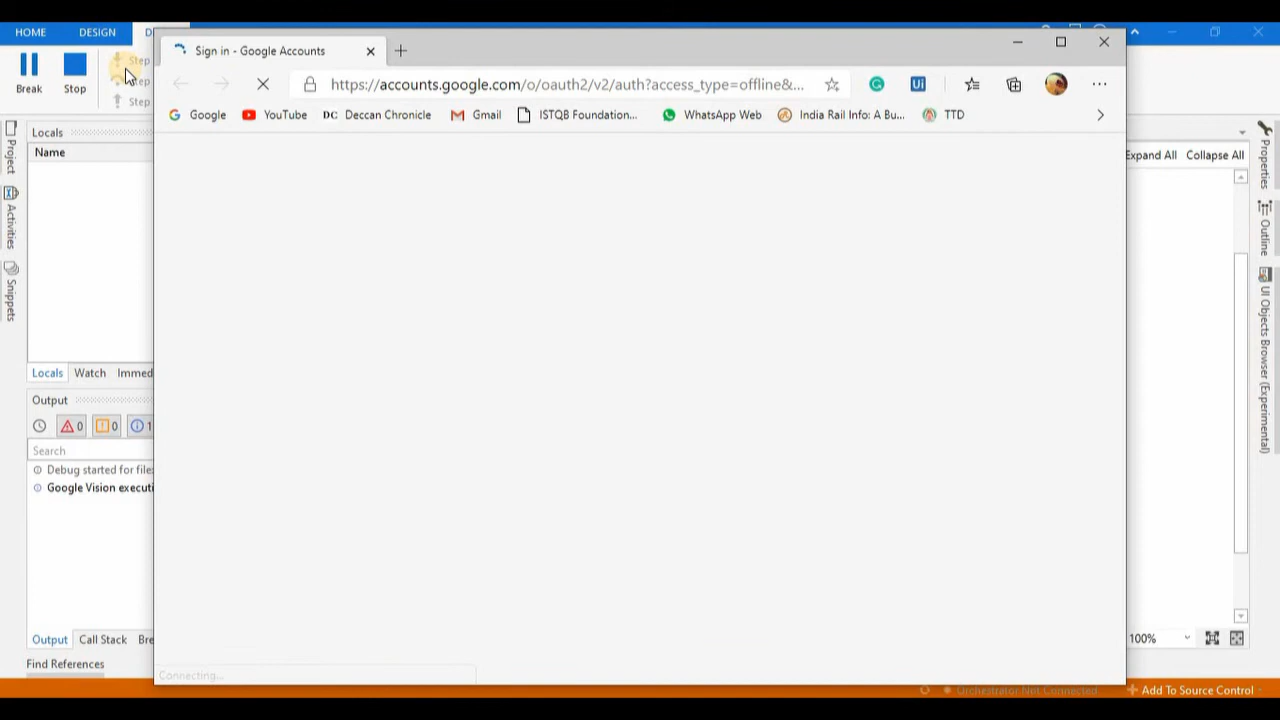 HOME
DESIGN
D
Break
Stop
Step
Step
Step
Sign in - Google Accounts
https://accounts.google.com/o/oauth2/v2/auth?access_type=offline&...
Google
YouTube
DC Deccan Chronicle
Gmail
ISTQB Foundation...
WhatsApp Web
India Rail Info: A Bu...
TTD
Ui
Project
Activities
Snippets
Locals
Name
Locals
Watch
Immed
Output
0
0
1
Search
Debug started for file:
Google Vision executi
Output
Call Stack
Bre
Find References
Connecting...
Expand All
Collapse All
Properties
Outline
UI Objects Browser (Experimental)
100%
Orchestrator Not Connected
Add To Source Control